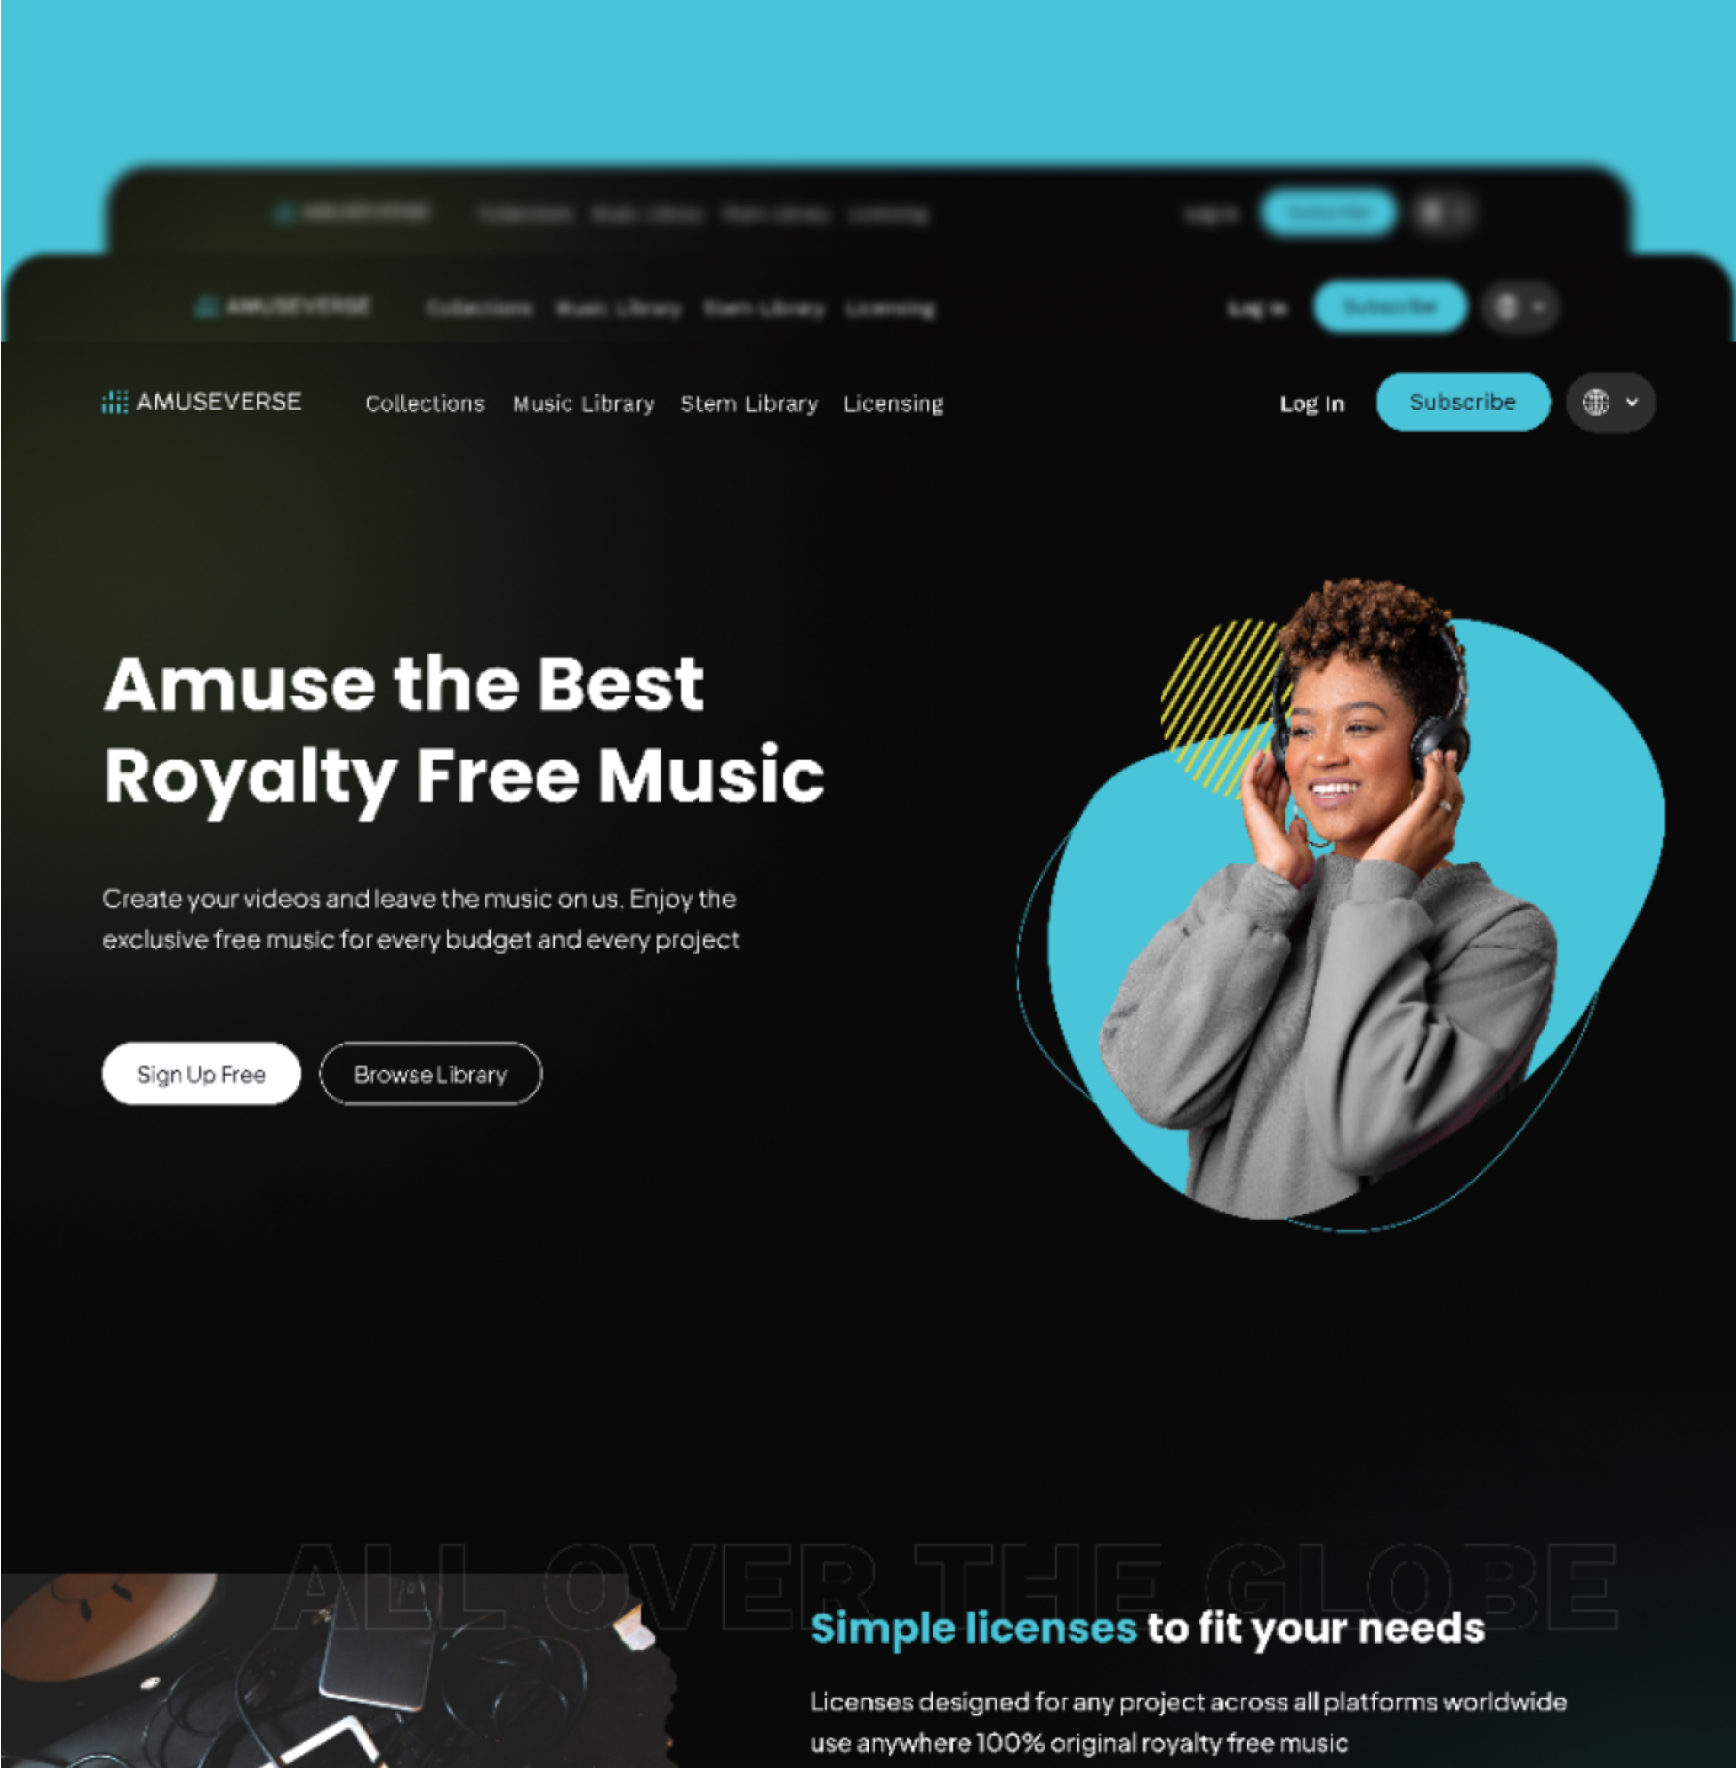 AMUSEVERSE
Collections Music Library Stem Library Licensing
Log In Subscribe
AMUSEVERSE
Collections Music Library Stem Library Licensing
Log In Subscribe
AMUSEVERSE Collections Music Library Stem Library Licensing Log In Subscribe
Amuse the Best
Royalty Free Music
Create your videos and leave the music on us. Enjoy the
exclusive free music for every budget and every project
Sign Up Free Browse Library
ALL OVER THE GLOBE
Simple licenses to fit your needs
Licenses designed for any project across all platforms worldwide
use anywhere 100% original royalty free music